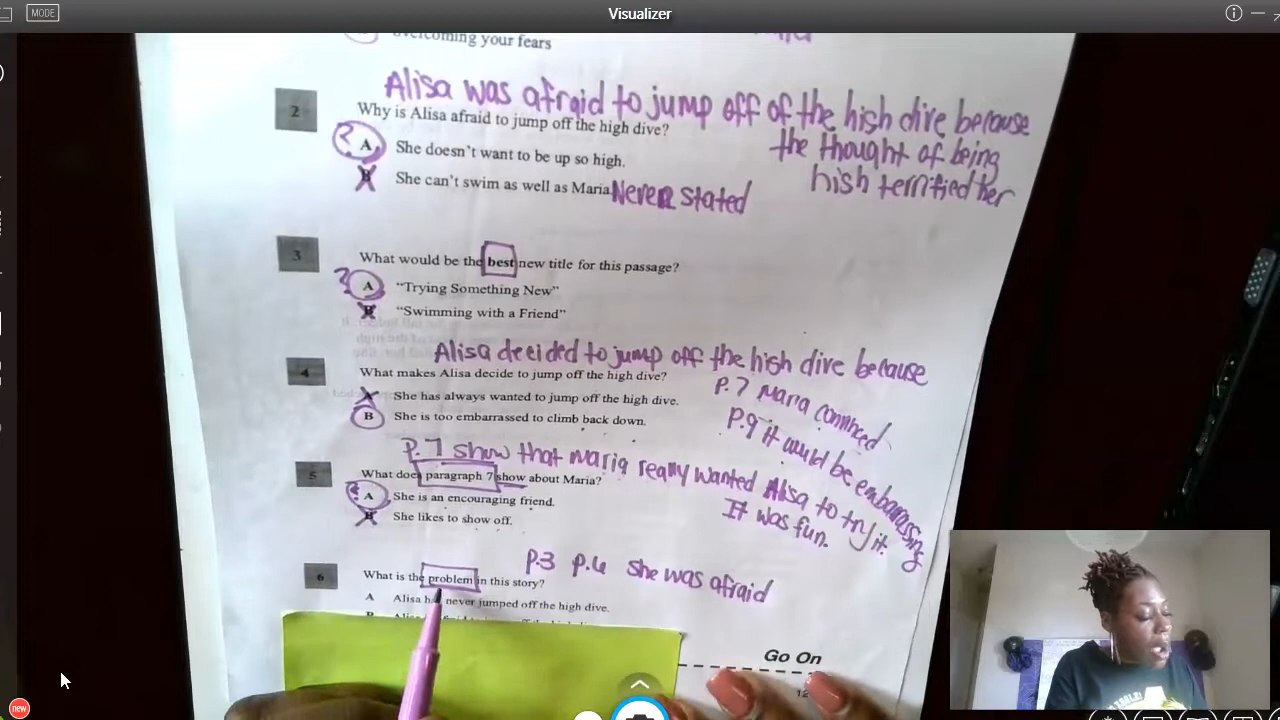 MODE
Visualizer
overcoming your fears
Alisa was afraid to jump off of the high dive because
the thought of being
high terrified her
2
Why is Alisa afraid to jump off the high dive?
A She doesn't want to be up so high.
B She can't swim as well as Maria. Never stated
3
What would be the best new title for this passage?
A "Trying Something New"
B "Swimming with a Friend"
Alisa decided to jump off the high dive because
4
What makes Alisa decide to jump off the high dive?
P.7 Maria convinced
She has always wanted to jump off the high dive.
B She is too embarrassed to climb back down.
P.9 it would be embarassing
P.7 show that Maria really wanted Alisa to try it.
It was fun.
5
What does paragraph 7 show about Maria?
A She is an encouraging friend.
B She likes to show off.
P.3 P.6 she was afraid
6
What is the problem in this story?
A Alisa has never jumped off the high dive.
B
Go On
12
new